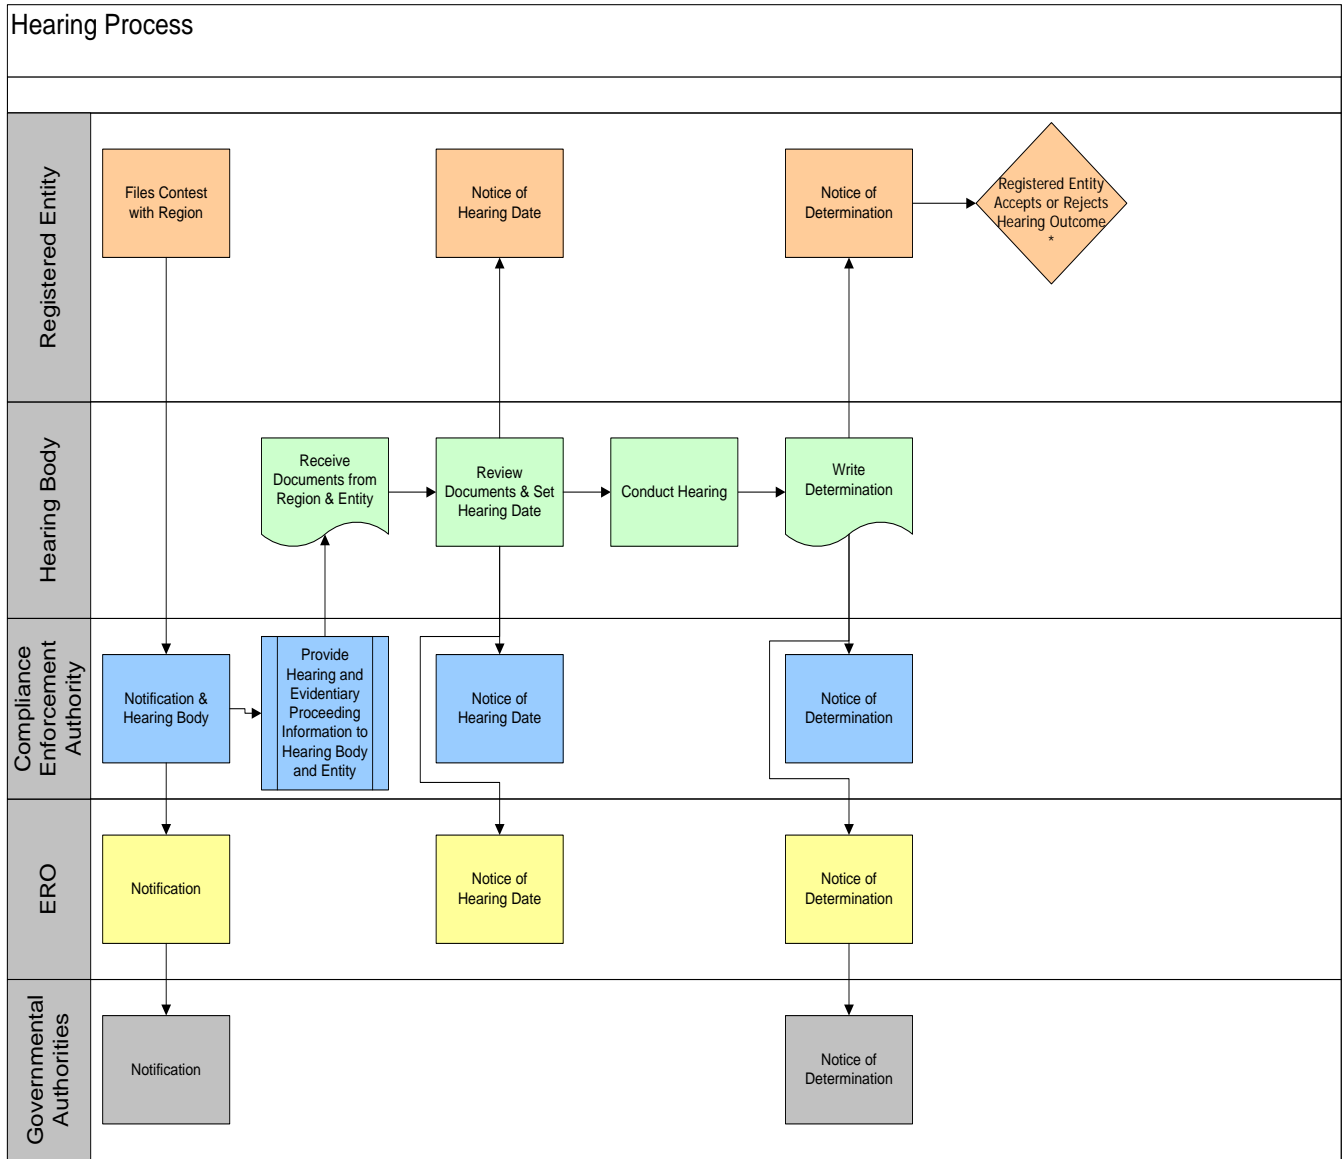 Hearing Process
Registered Entity
Files Contest
with Region
Notice of
Hearing Date
Notice of
Determination
Registered Entity
Accepts or Rejects
Hearing Outcome
*
Hearing Body
Receive
Documents from
Region & Entity
Review
Documents & Set
Hearing Date
Conduct Hearing
Write
Determination
Compliance
Enforcement
Authority
Notification &
Hearing Body
Provide
Hearing and
Evidentiary
Proceeding
Information to
Hearing Body
and Entity
Notice of
Hearing Date
Notice of
Determination
ERO
Notification
Notice of
Hearing Date
Notice of
Determination
Governmental
Authorities
Notification
Notice of
Determination